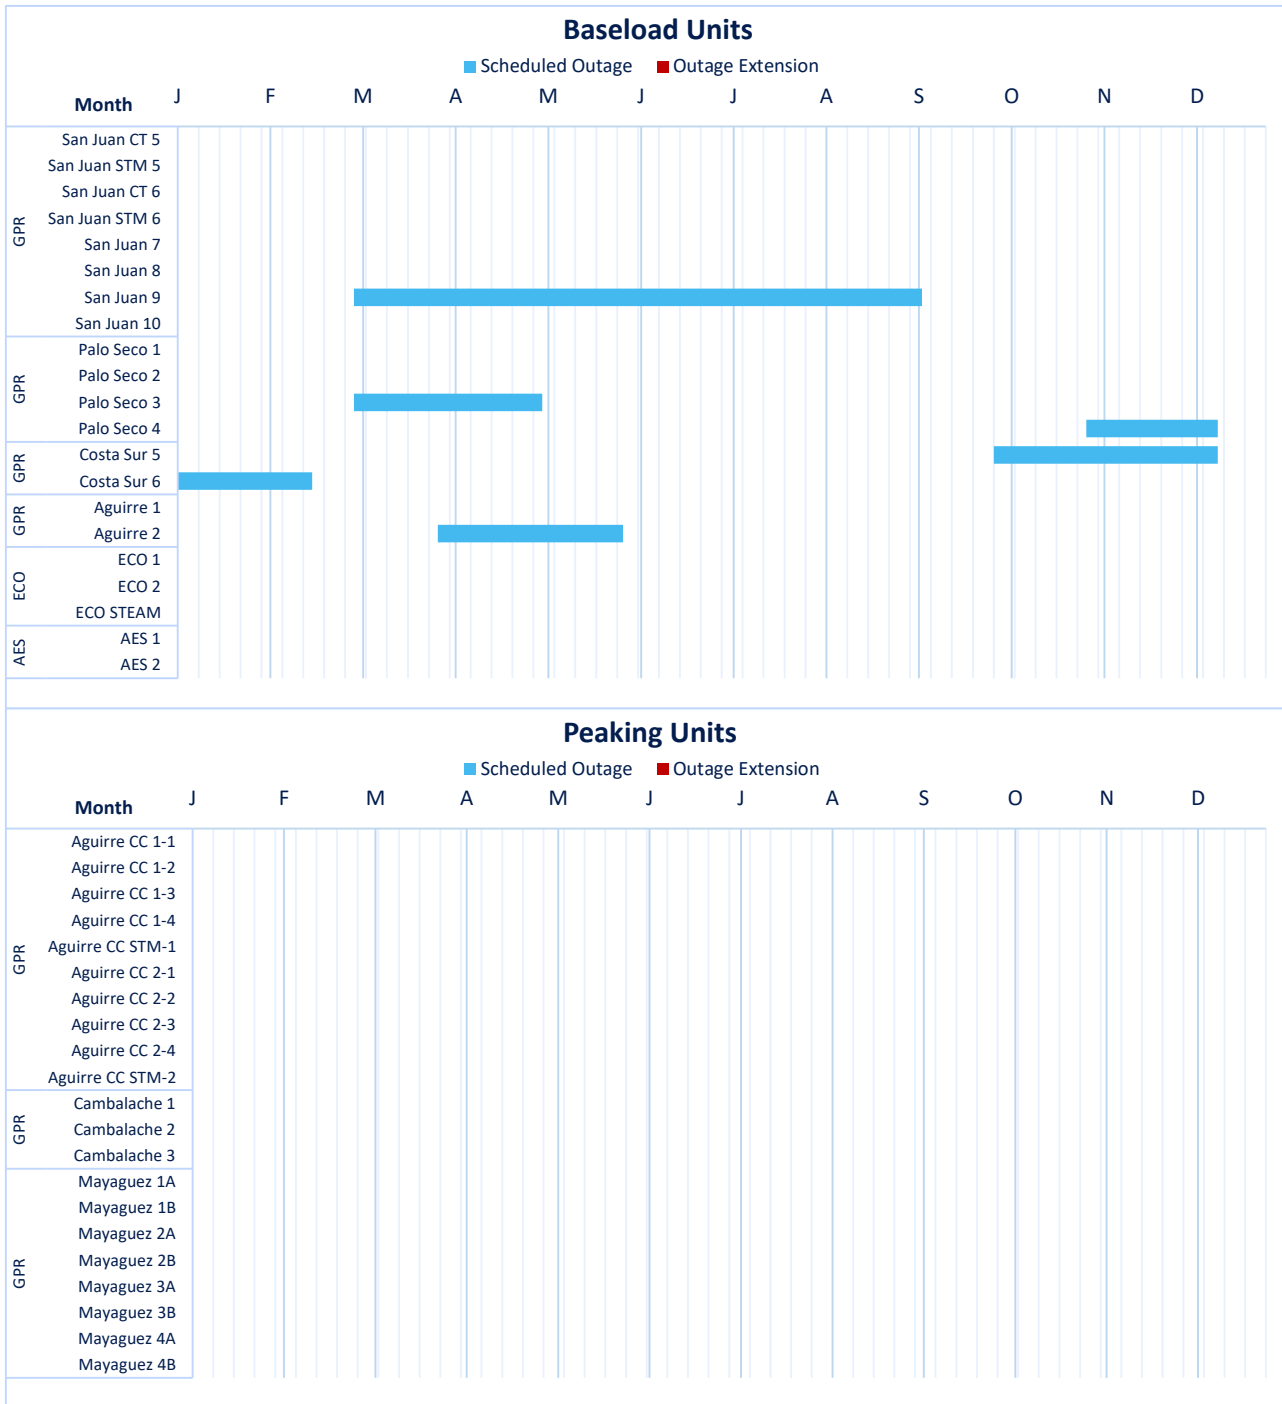 Baseload Units
Scheduled Outage Outage Extension
Month J F M A M J J A S O N D
GPR
San Juan CT 5
San Juan STM 5
San Juan CT 6
San Juan STM 6
San Juan 7
San Juan 8
San Juan 9
San Juan 10
GPR
Palo Seco 1
Palo Seco 2
Palo Seco 3
Palo Seco 4
GPR
Costa Sur 5
Costa Sur 6
GPR
Aguirre 1
Aguirre 2
ECO
ECO 1
ECO 2
ECO STEAM
AES
AES 1
AES 2
Peaking Units
Scheduled Outage Outage Extension
Month J F M A M J J A S O N D
GPR
Aguirre CC 1-1
Aguirre CC 1-2
Aguirre CC 1-3
Aguirre CC 1-4
Aguirre CC STM-1
Aguirre CC 2-1
Aguirre CC 2-2
Aguirre CC 2-3
Aguirre CC 2-4
Aguirre CC STM-2
GPR
Cambalache 1
Cambalache 2
Cambalache 3
GPR
Mayaguez 1A
Mayaguez 1B
Mayaguez 2A
Mayaguez 2B
Mayaguez 3A
Mayaguez 3B
Mayaguez 4A
Mayaguez 4B